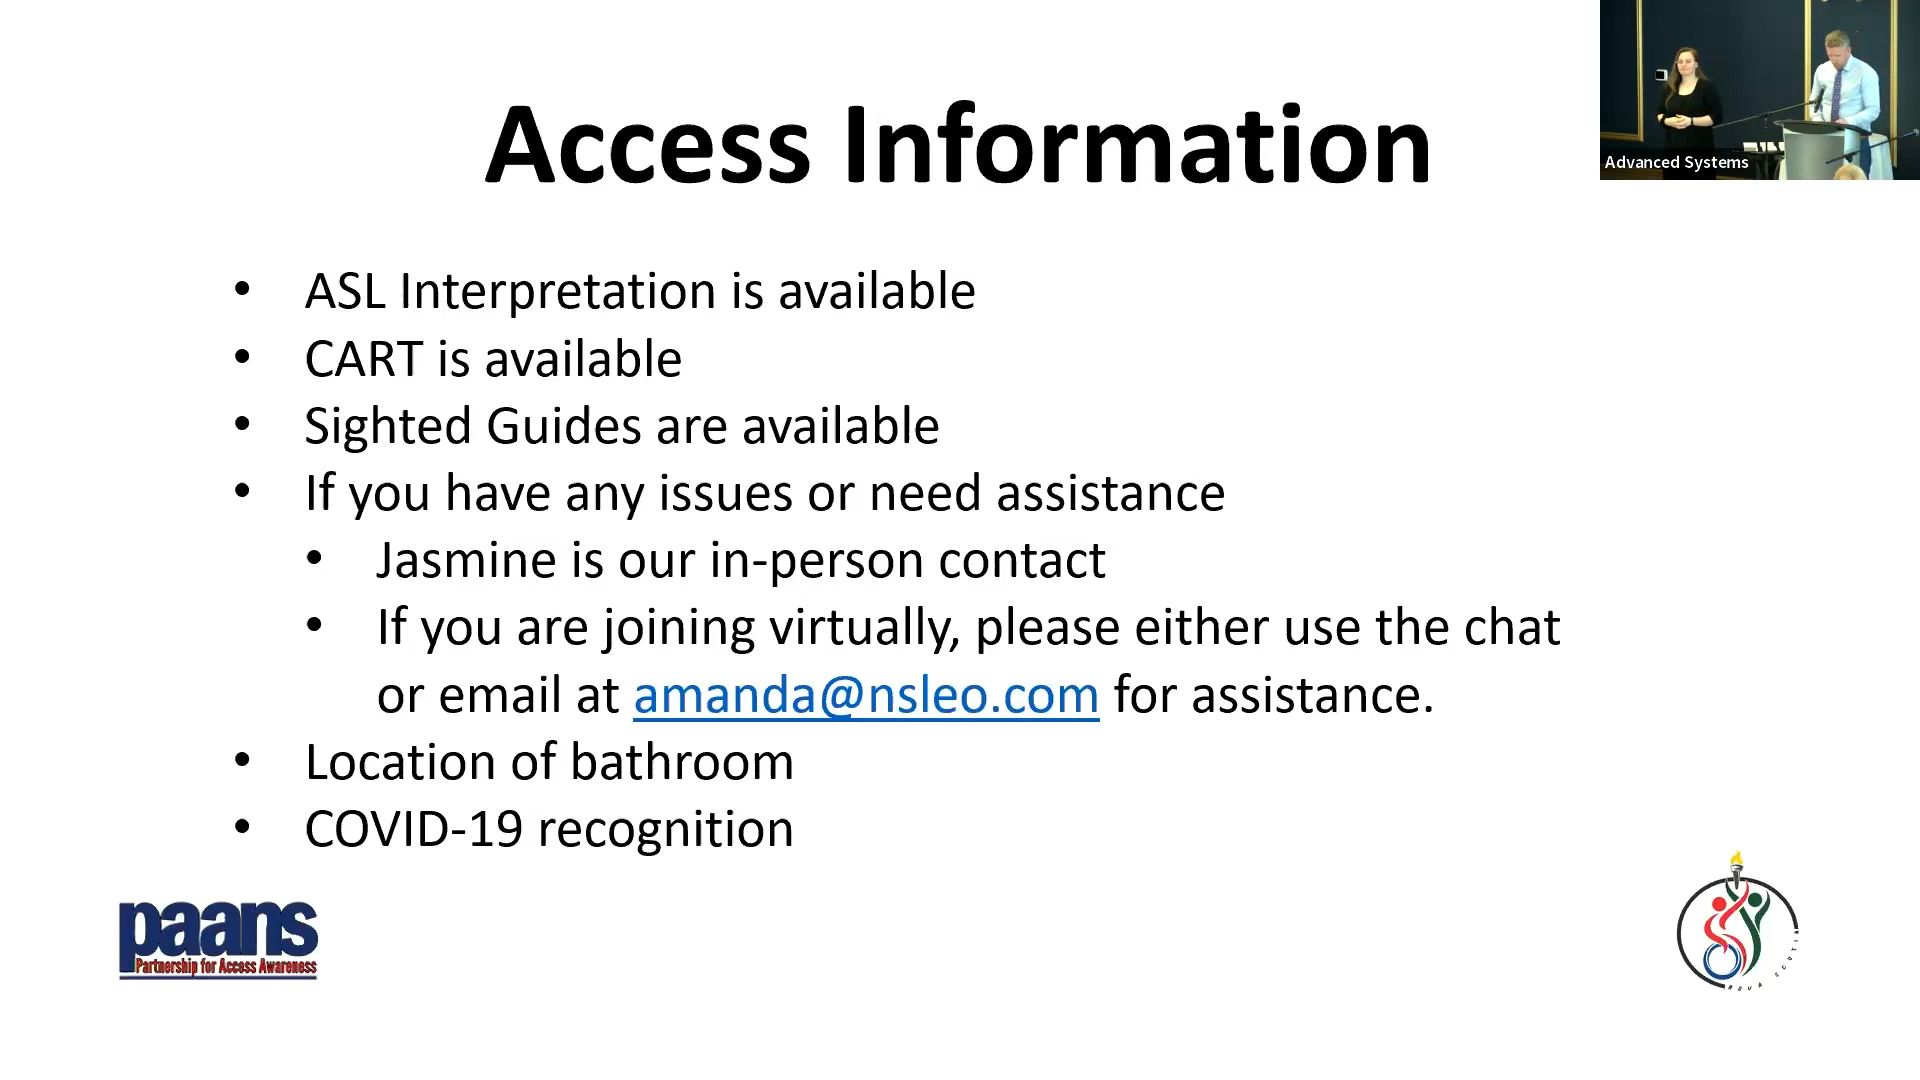 Access Information
Advanced Systems
• ASL Interpretation is available
• CART is available
• Sighted Guides are available
• If you have any issues or need assistance
• Jasmine is our in-person contact
• If you are joining virtually, please either use the chat
or email at amanda@nsleo.com for assistance.
• Location of bathroom
• COVID-19 recognition
paans
Partnership for Access Awareness
NOVA SCOTIA